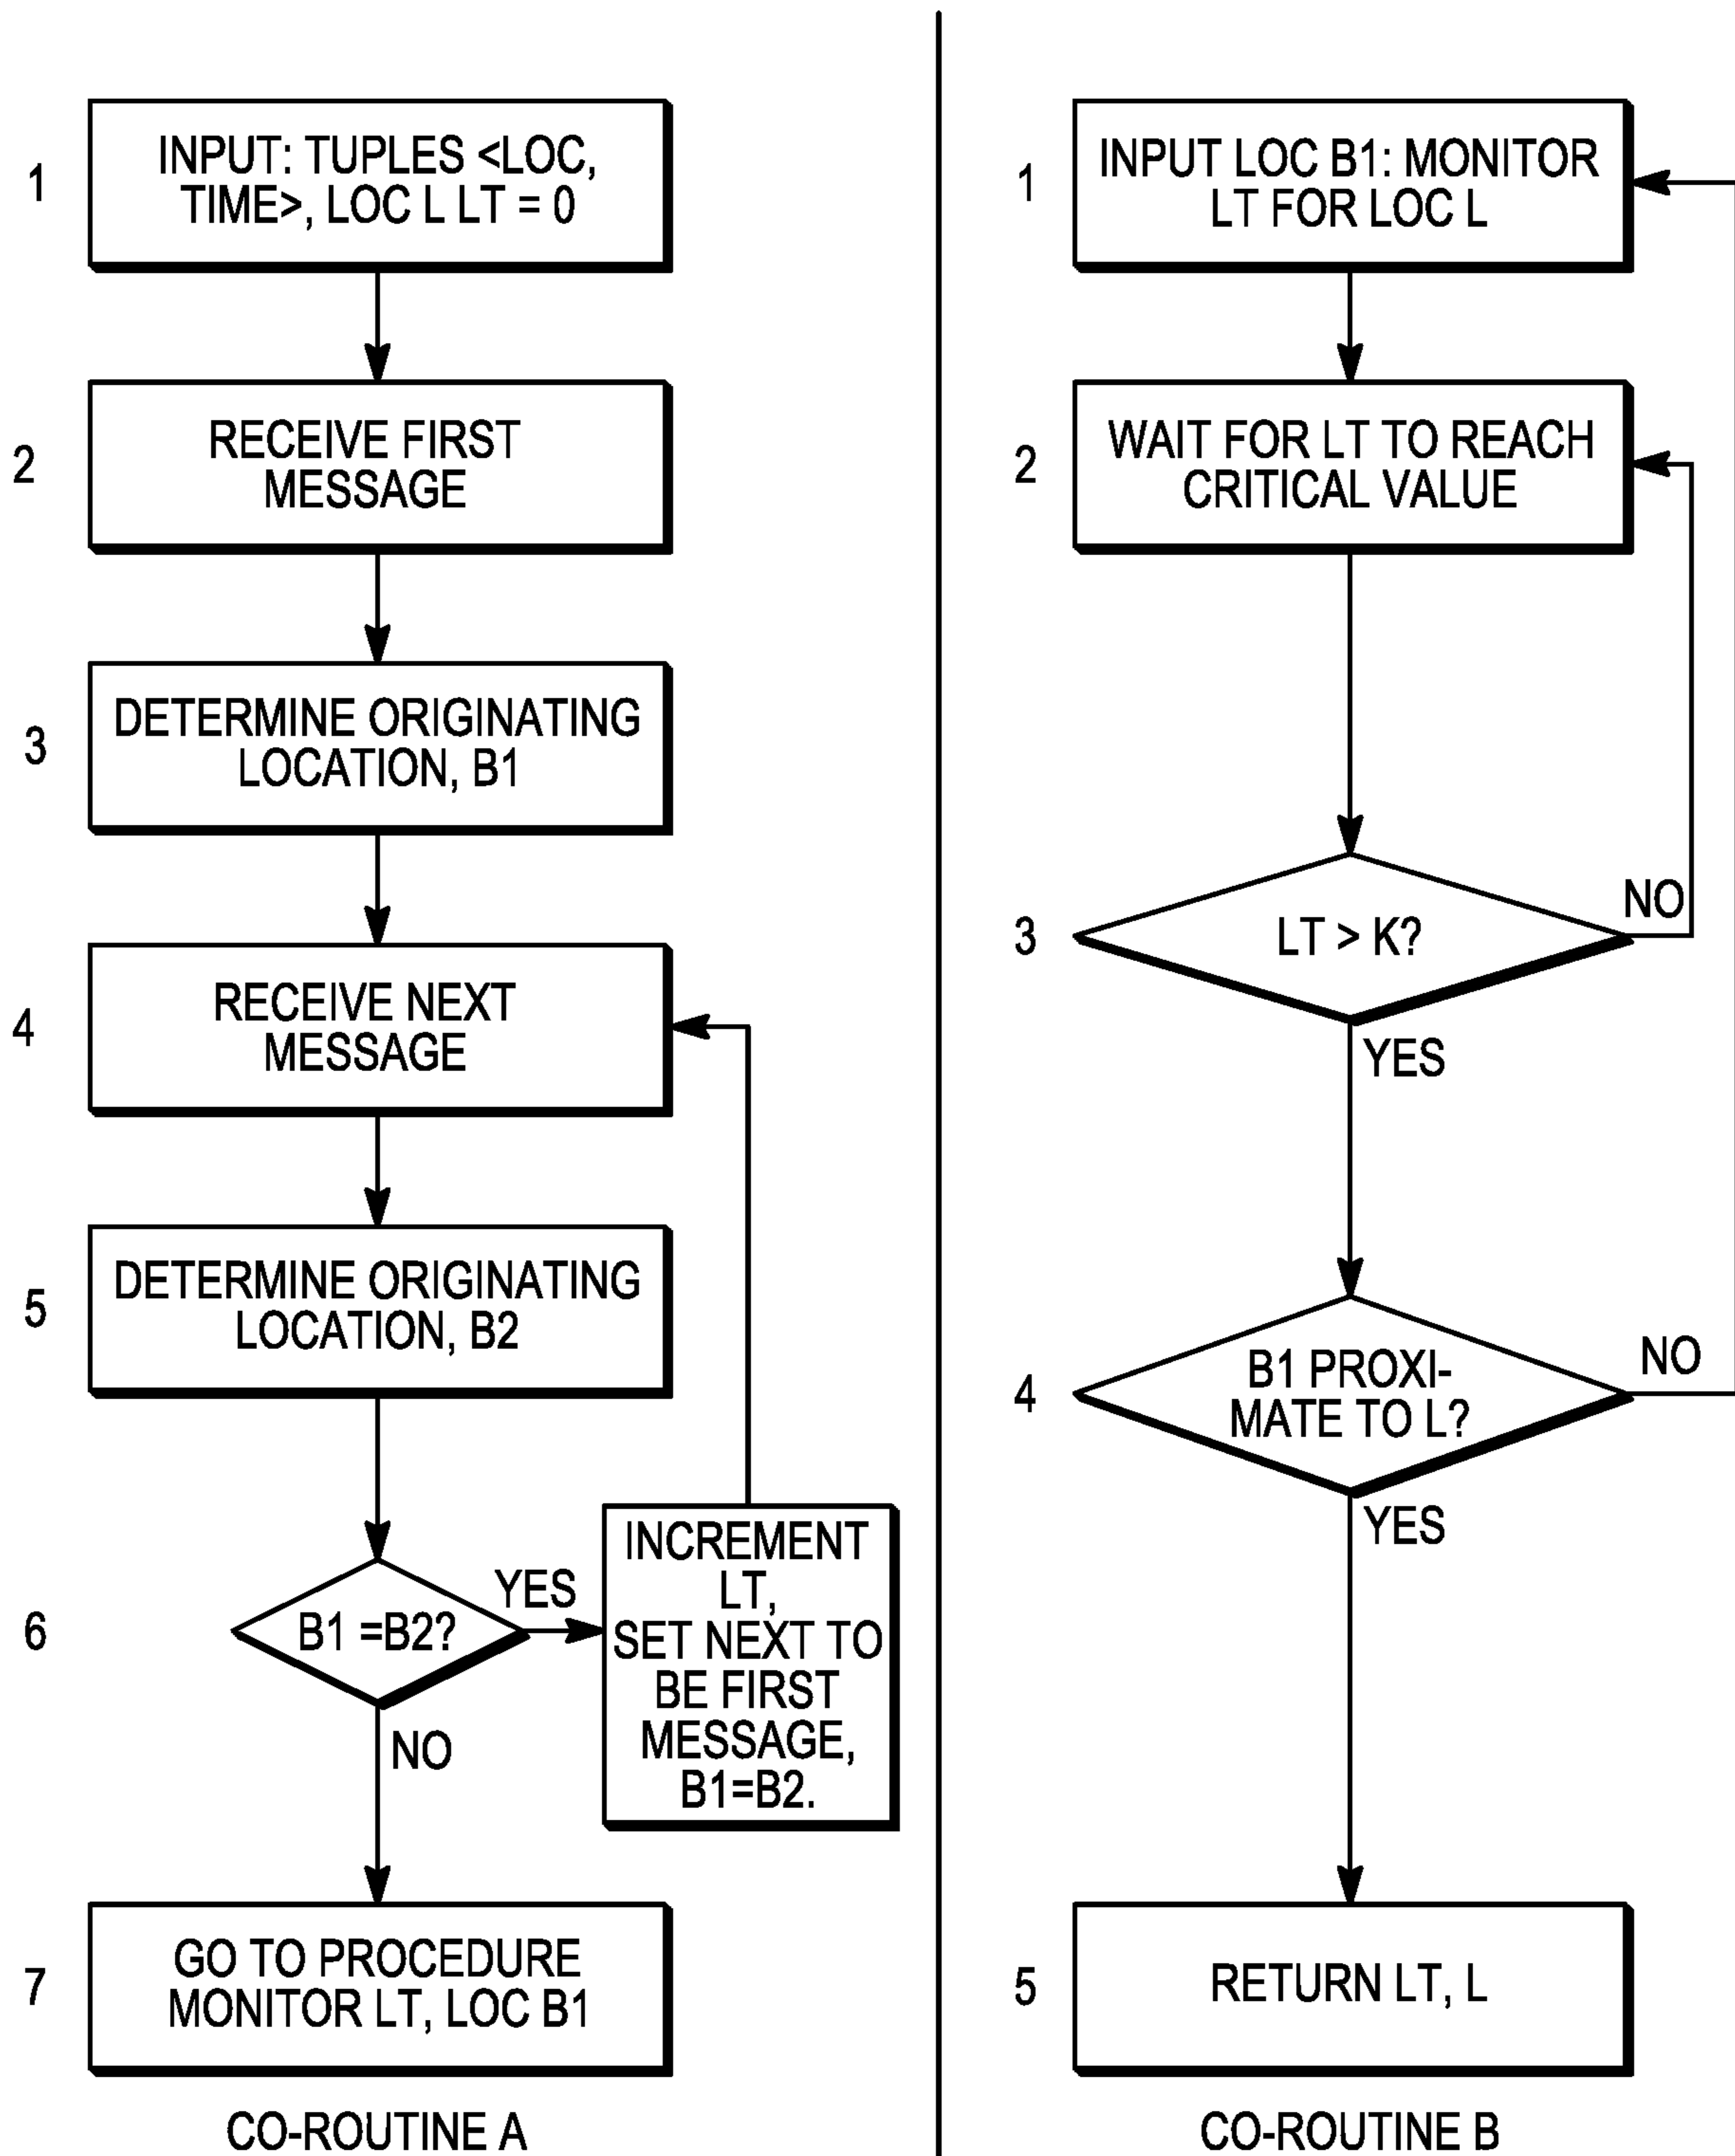 1
INPUT: TUPLES <LOC,
TIME>, LOC L LT = 0
2
RECEIVE FIRST
MESSAGE
3
DETERMINE ORIGINATING
LOCATION, B1
4
RECEIVE NEXT
MESSAGE
5
DETERMINE ORIGINATING
LOCATION, B2
6
B1 =B2?
YES
INCREMENT
LT,
SET NEXT TO
BE FIRST
MESSAGE,
B1=B2.
NO
7
GO TO PROCEDURE
MONITOR LT, LOC B1
CO-ROUTINE A
1
INPUT LOC B1: MONITOR
LT FOR LOC L
2
WAIT FOR LT TO REACH
CRITICAL VALUE
3
LT > K?
NO
YES
4
B1 PROXI-
MATE TO L?
NO
YES
5
RETURN LT, L
CO-ROUTINE B